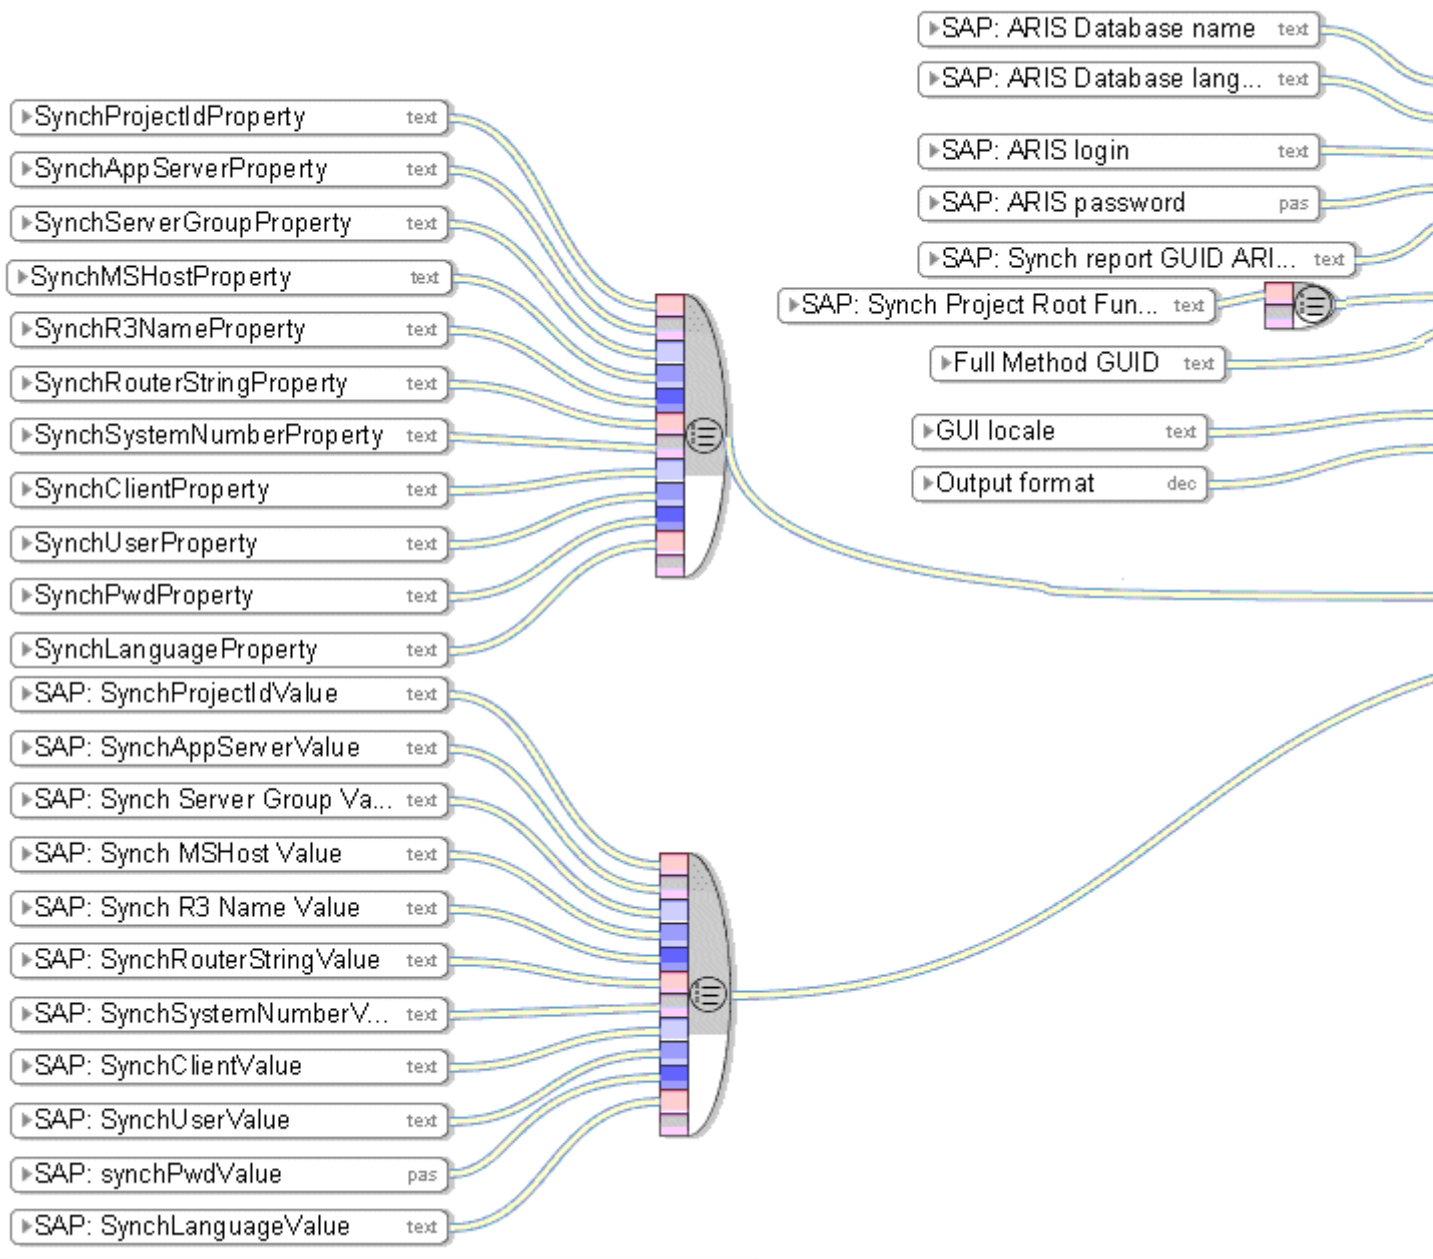 SynchProjectIdProperty text
SynchAppServerProperty text
SynchServerGroupProperty text
SynchMSHostProperty text
SynchR3NameProperty text
SynchRouterStringProperty text
SynchSystemNumberProperty text
SynchClientProperty text
SynchUserProperty text
SynchPwdProperty text
SynchLanguageProperty text
SAP: SynchProjectIdValue text
SAP: SynchAppServerValue text
SAP: Synch Server Group Va... text
SAP: Synch MSHost Value text
SAP: Synch R3 Name Value text
SAP: SynchRouterStringValue text
SAP: SynchSystemNumberV... text
SAP: SynchClientValue text
SAP: SynchUserValue text
SAP: synchPwdValue pas
SAP: SynchLanguageValue text
SAP: ARIS Database name text
SAP: ARIS Database lang... text
SAP: ARIS login text
SAP: ARIS password pas
SAP: Synch report GUID ARI... text
SAP: Synch Project Root Fun... text
Full Method GUID text
GUI locale text
Output format dec